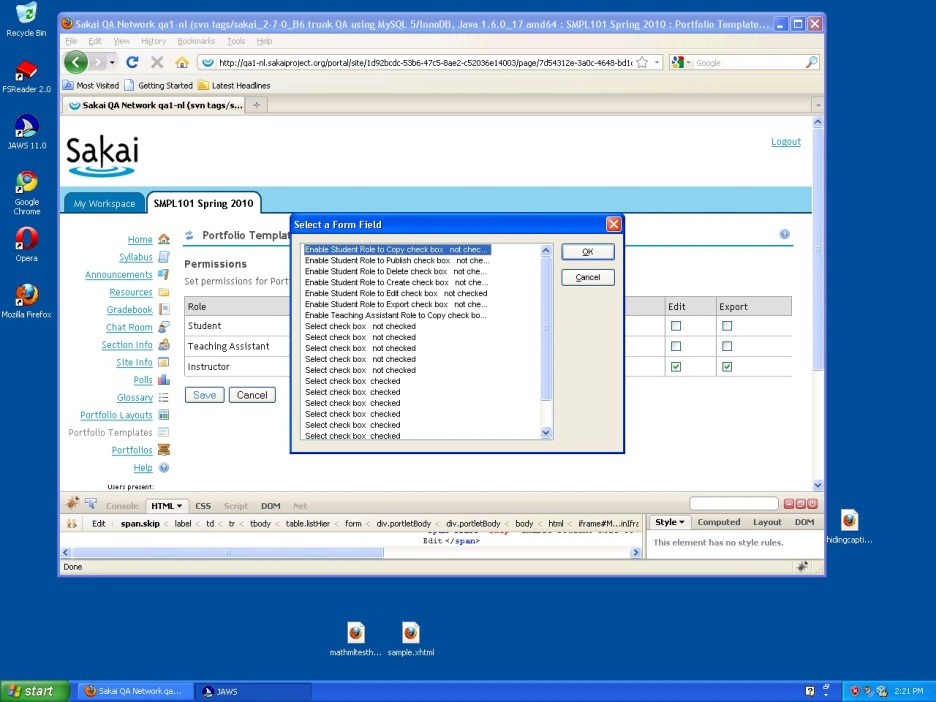 Recycle Bin
FSReader 2.0
JAWS 11.0
Google
Chrome
Opera
Mozilla Firefox
Sakai QA Network qa1-nl (svn tags/sakai_2-7-0_B6 trunk QA using MySQL 5/InnoDB, Java 1.6.0_17 amd64 : SMPL101 Spring 2010 : Portfolio Template...
File Edit View History Bookmarks Tools Help
http://qa1-nl.sakaiproject.org/portal/site/1d92bcdc-53b6-47c5-8ae2-c52036e14003/page/7d54312e-3a0c-4648-bd1c
Google
Most Visited Getting Started Latest Headlines
Sakai QA Network qa1-nl (svn tags/s...
Sakai
Logout
My Workspace SMPL101 Spring 2010
Home
Syllabus
Announcements
Resources
Gradebook
Chat Room
Section Info
Site Info
Polls
Glossary
Portfolio Layouts
Portfolio Templates
Portfolios
Help
Users present:
Portfolio Templat
Permissions
Set permissions for Port
Role Edit Export
Student
Teaching Assistant
Instructor
Save Cancel
Select a Form Field
Enable Student Role to Copy check box not chec...
Enable Student Role to Publish check box not che...
Enable Student Role to Delete check box not che...
Enable Student Role to Create check box not che...
Enable Student Role to Edit check box not checked
Enable Student Role to Export check box not che...
Enable Teaching Assistant Role to Copy check bo...
Select check box not checked
Select check box not checked
Select check box not checked
Select check box not checked
Select check box not checked
Select check box checked
Select check box checked
Select check box checked
Select check box checked
Select check box checked
Select check box checked
OK
Cancel
Console HTML CSS Script DOM Net
Edit span.skip < label < td < tr < tbody < table.listHier < form < div.portletBody < div.portletBody < body < html < iframe#M...inIfra
Style Computed Layout DOM
Edit </span>
This element has no style rules.
Done
hidingcapti...
mathmltesth...
sample.xhtml
start
Sakai QA Network qa...
JAWS
2:21 PM